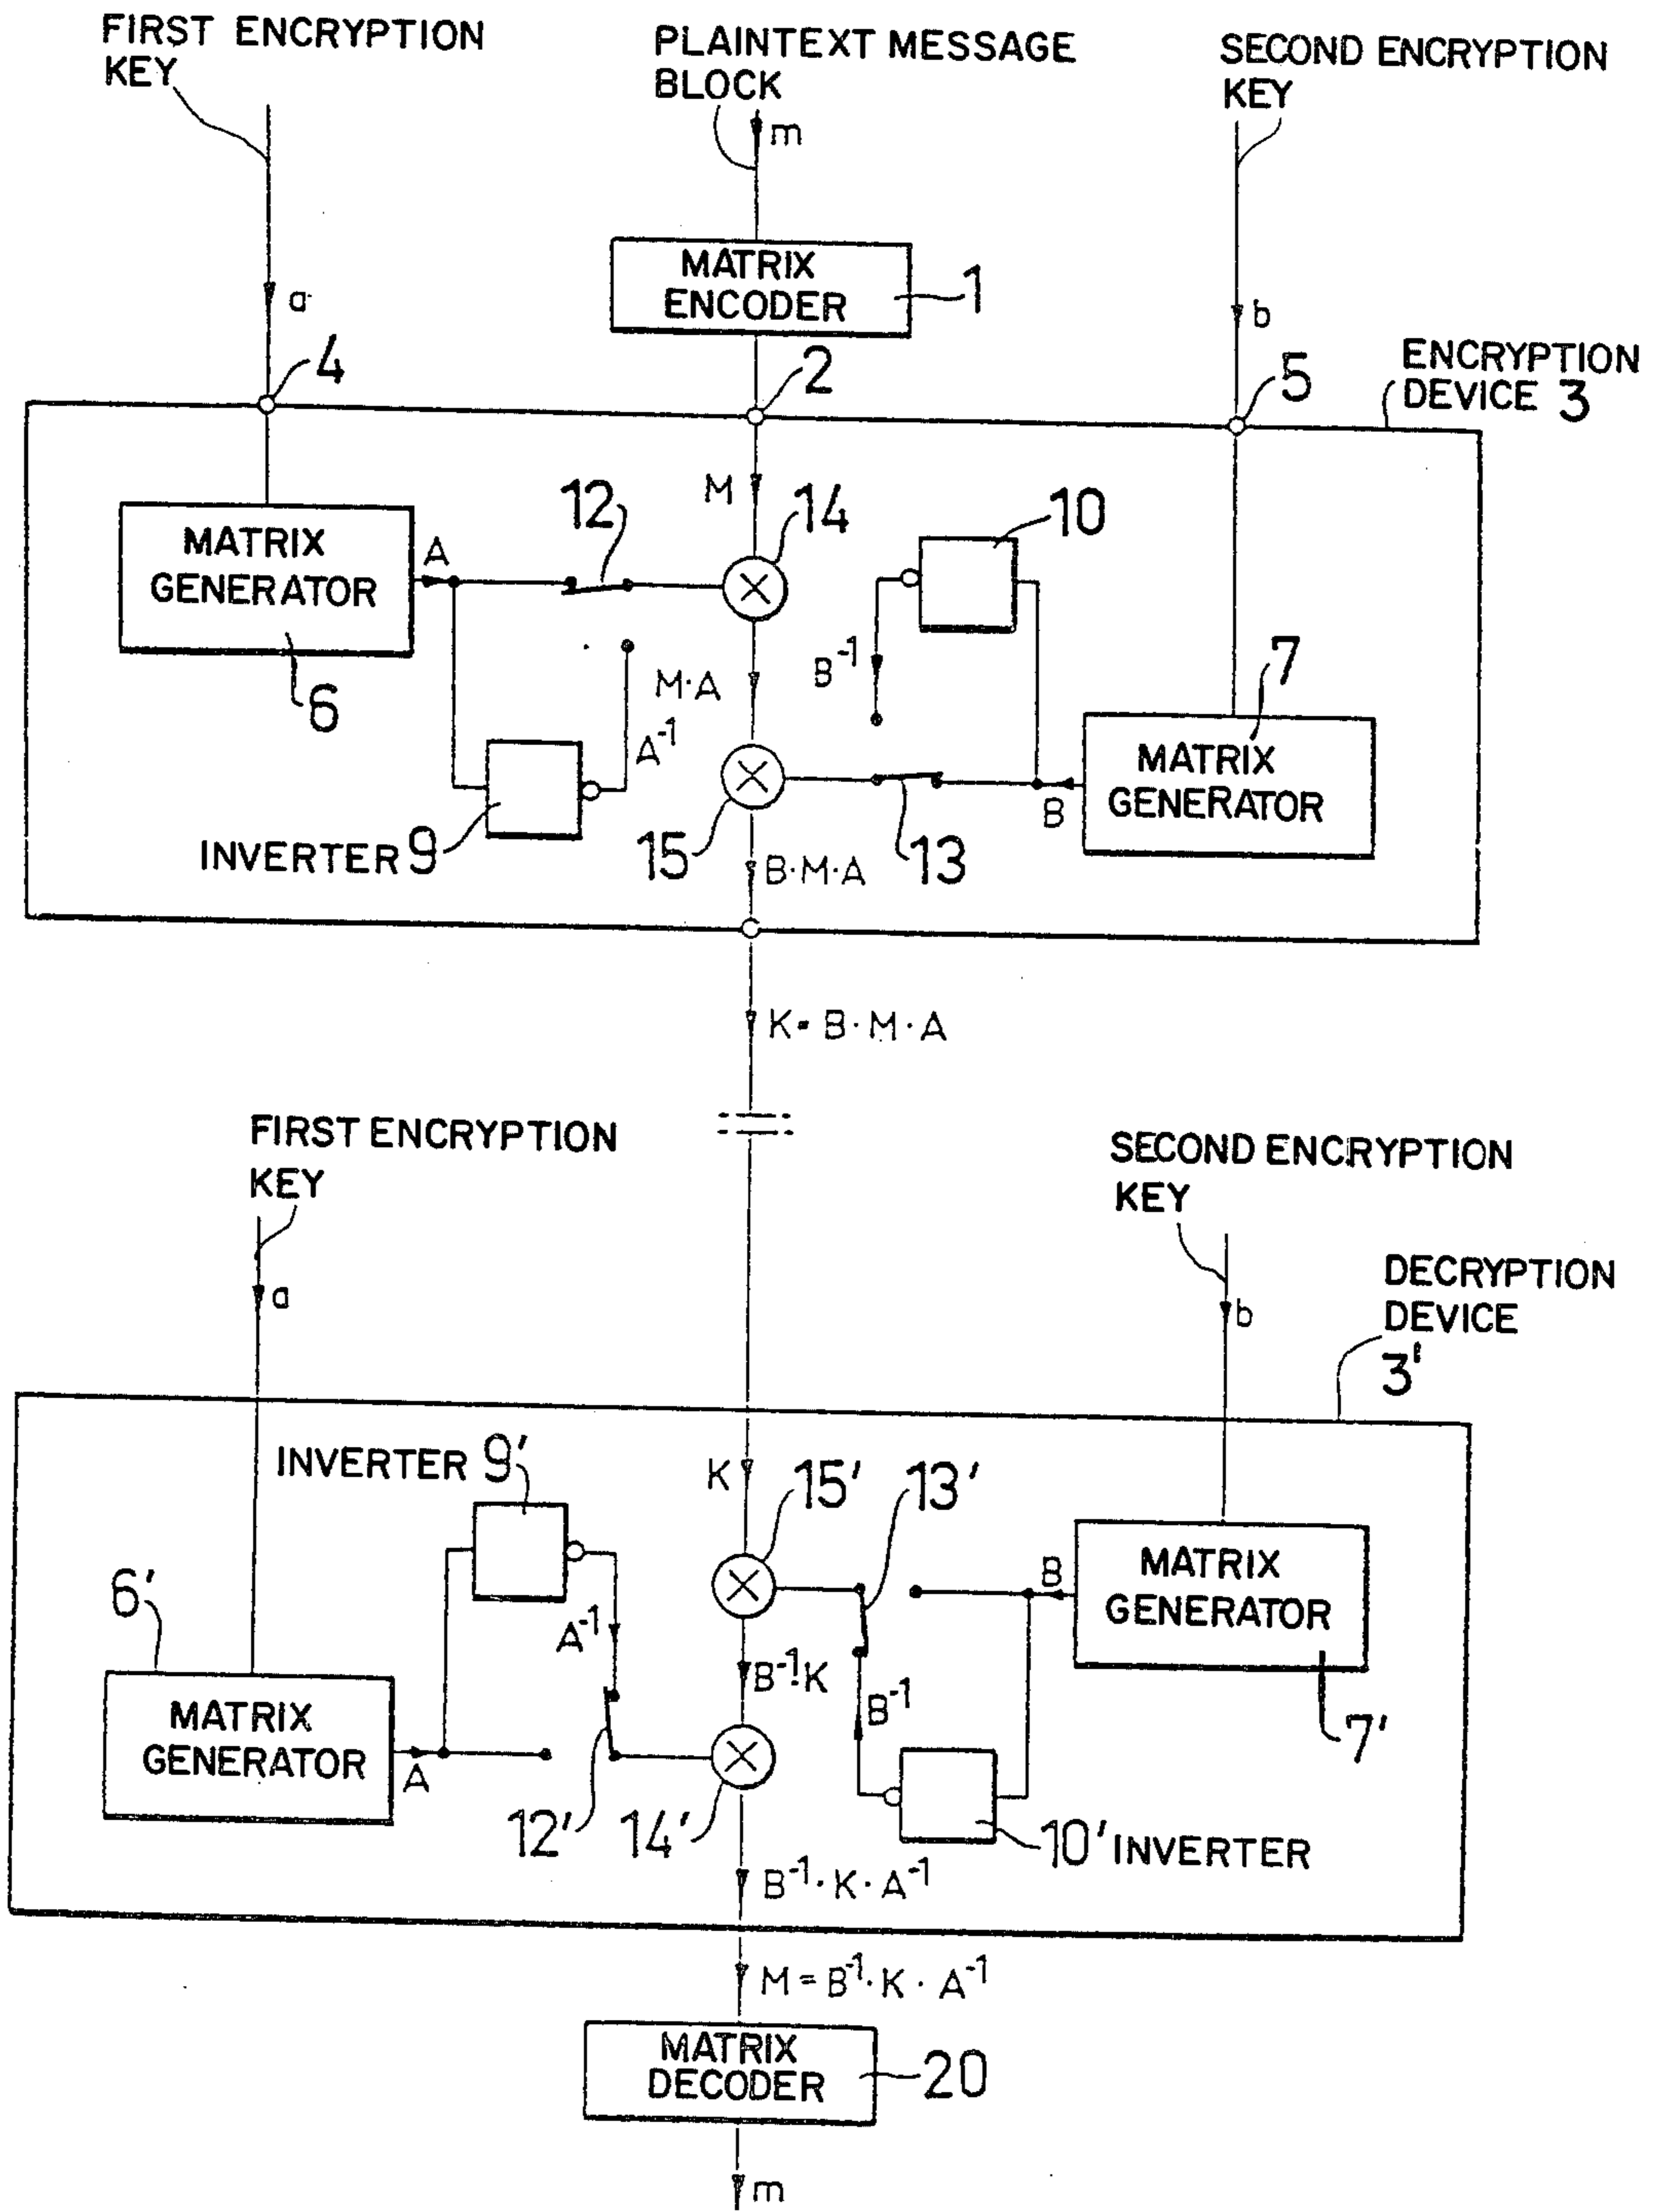 FIRST ENCRYPTION
KEY
PLAINTEXT MESSAGE
BLOCK
SECOND ENCRYPTION
KEY
m
MATRIX
ENCODER
1
a
b
4
2
5
ENCRYPTION
DEVICE 3
M
12
14
10
MATRIX
GENERATOR
A
6
M·A
B⁻¹
7
A⁻¹
MATRIX
GENERATOR
B
INVERTER 9
15
13
B·M·A
K = B·M·A
FIRST ENCRYPTION
KEY
SECOND ENCRYPTION
KEY
a
b
DECRYPTION
DEVICE
3'
INVERTER 9'
K
15'
13'
MATRIX
GENERATOR
B
6'
A⁻¹
B⁻¹·K
B⁻¹
7'
MATRIX
GENERATOR
A
12'
14'
10' INVERTER
B⁻¹·K·A⁻¹
M = B⁻¹·K·A⁻¹
MATRIX
DECODER
20
m